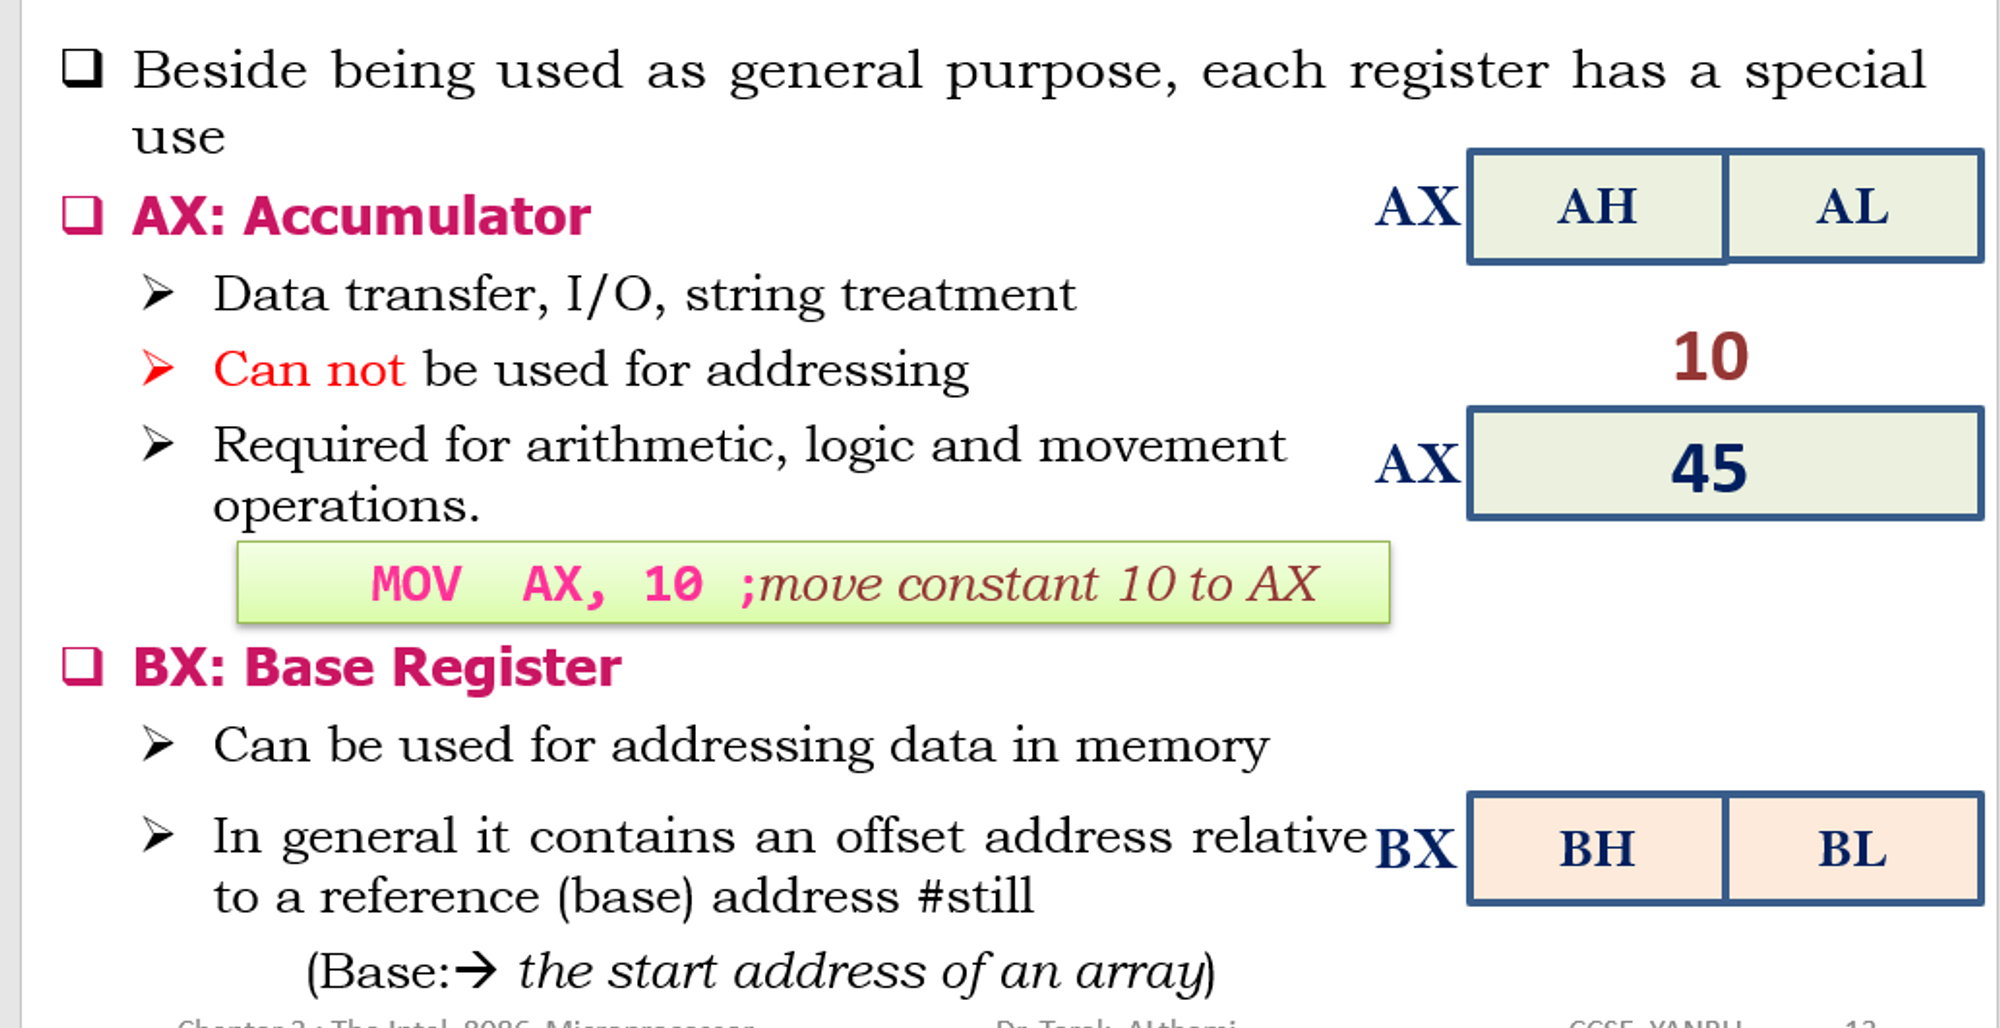 Beside being used as general purpose, each register has a special
use
AX: Accumulator
AX AH AL
Data transfer, I/O, string treatment
Can not be used for addressing
10
Required for arithmetic, logic and movement
operations.
AX 45
MOV AX, 10 ;move constant 10 to AX
BX: Base Register
Can be used for addressing data in memory
In general it contains an offset address relative
to a reference (base) address #still
BX BH BL
(Base:→ the start address of an array)